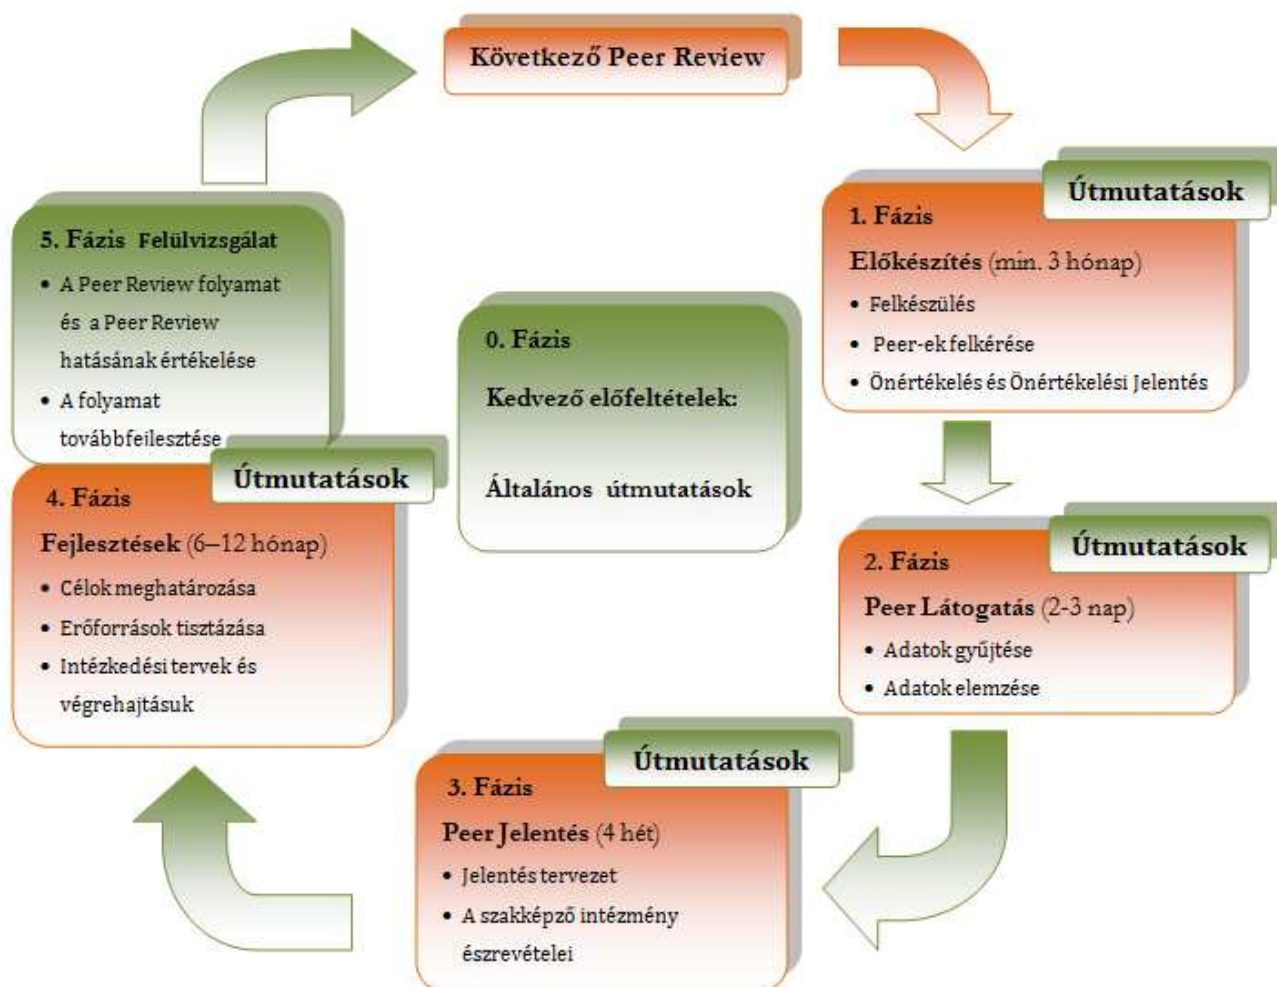 Következő Peer Review
Útmutatások
1. Fázis
Előkészítés (min. 3 hónap)
• Felkészülés
• Peer-ek felkérése
• Önértékelés és Önértékelési Jelentés
Útmutatások
2. Fázis
Peer Látogatás (2-3 nap)
• Adatok gyűjtése
• Adatok elemzése
Útmutatások
3. Fázis
Peer Jelentés (4 hét)
• Jelentés tervezet
• A szakképző intézmény
észrevételei
Útmutatások
4. Fázis
Fejlesztések (6–12 hónap)
• Célok meghatározása
• Erőforrások tisztázása
• Intézkedési tervek és
végrehajtásuk
5. Fázis Felülvizsgálat
• A Peer Review folyamat
és a Peer Review
hatásának értékelése
• A folyamat
továbbfejlesztése
0. Fázis
Kedvező előfeltételek:
Általános útmutatások